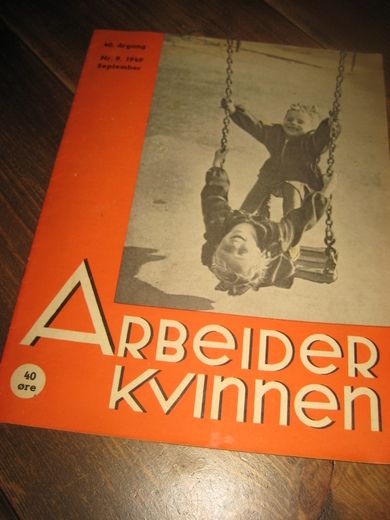 40. årgang
Nr. 9. 1949
September
ARBEIDER
KVINNEN
40
øre